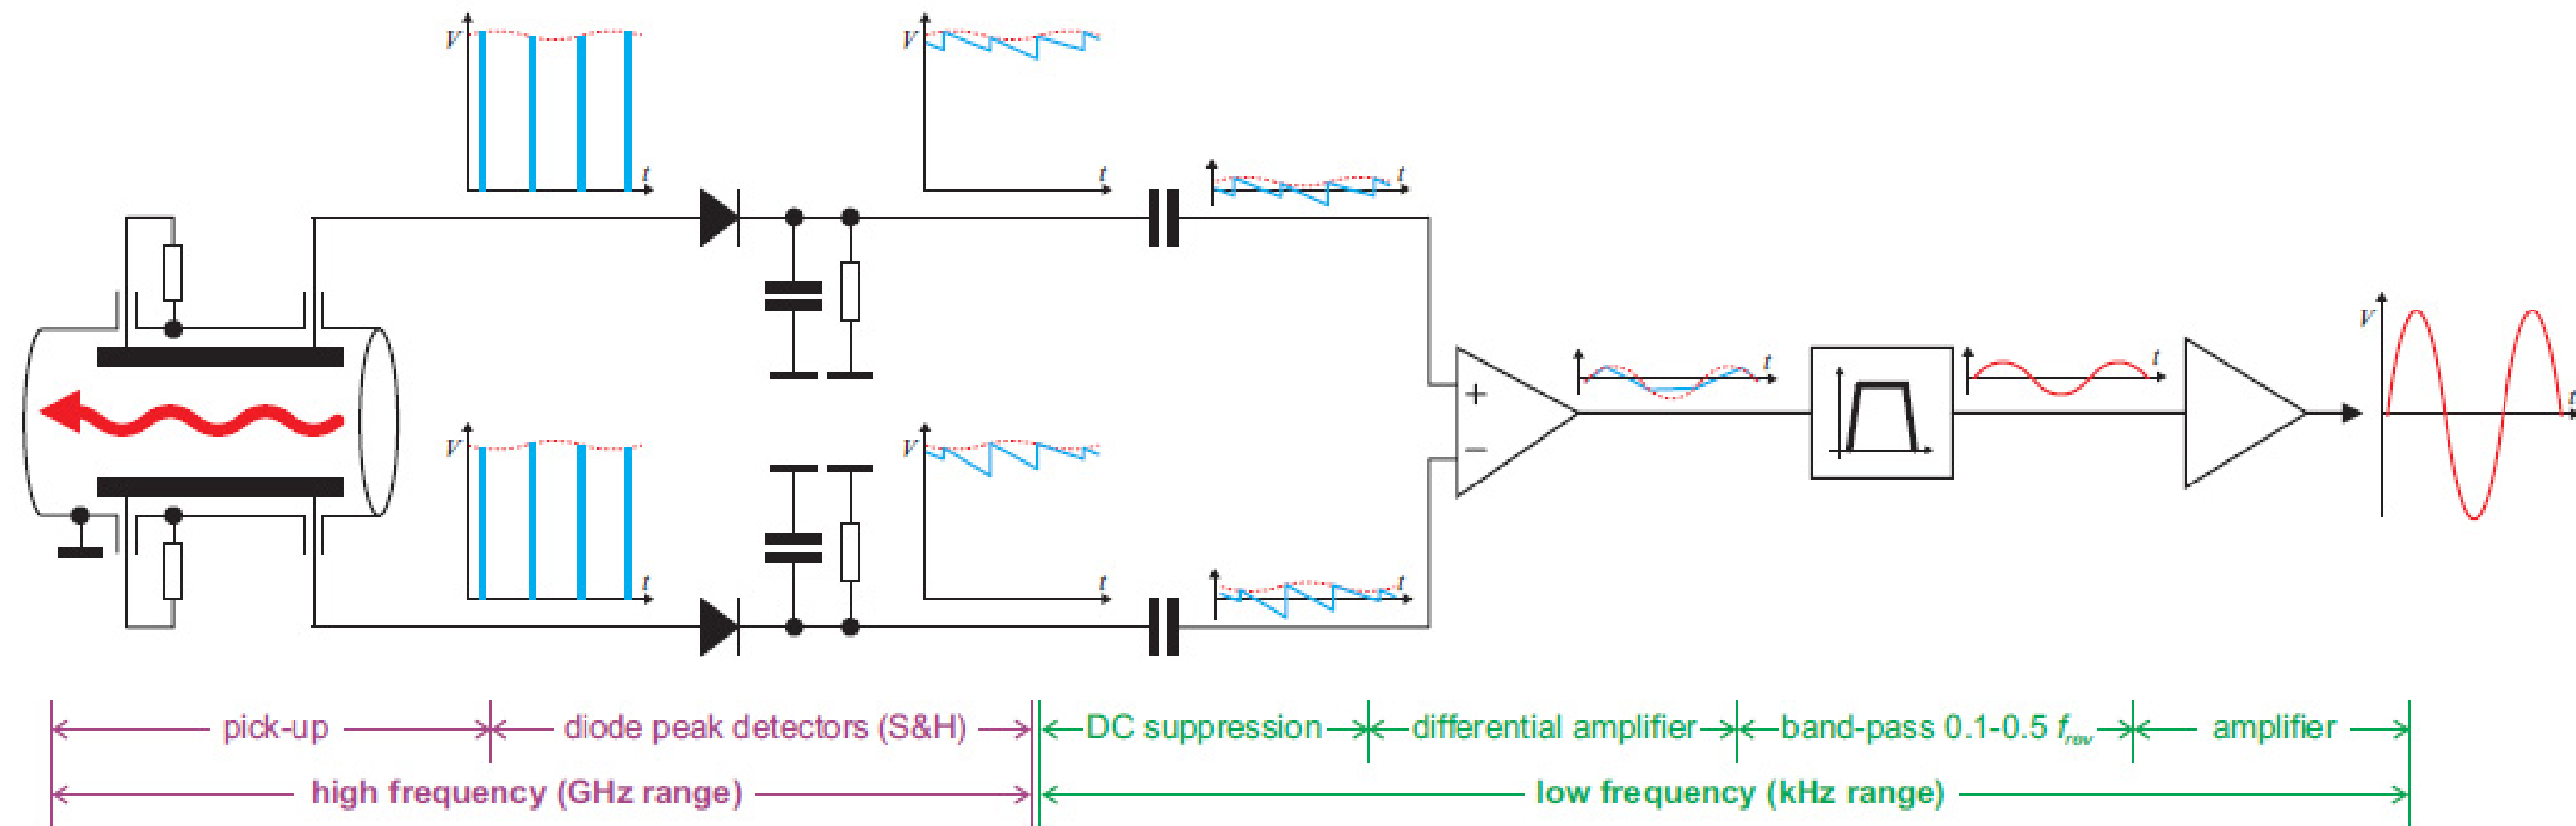 V
t
V
t
t
V
t
V
t
t
+
−
t
t
V
t
pick-up
diode peak detectors (S&H)
DC suppression
differential amplifier
band-pass 0.1-0.5 frev
amplifier
high frequency (GHz range)
low frequency (kHz range)